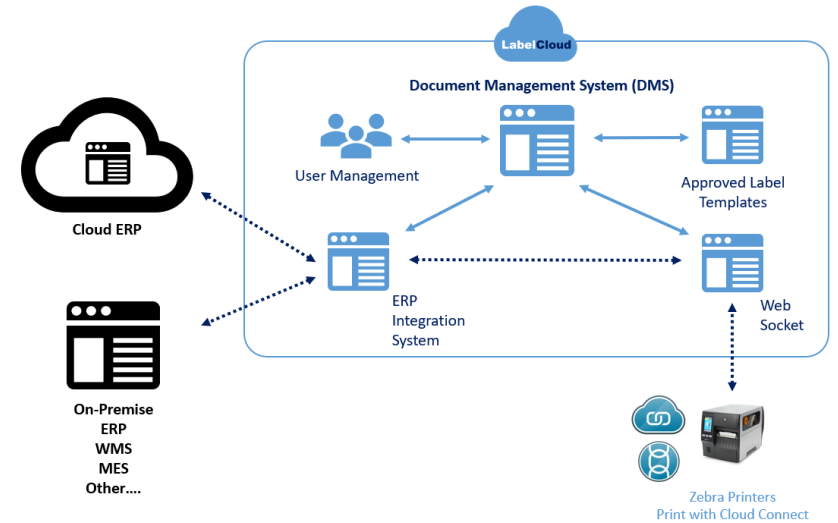 LabelCloud
Document Management System (DMS)
User Management
Approved Label
Templates
Cloud ERP
ERP
Integration
System
Web
Socket
On-Premise
ERP
WMS
MES
Other....
Zebra Printers
Print with Cloud Connect